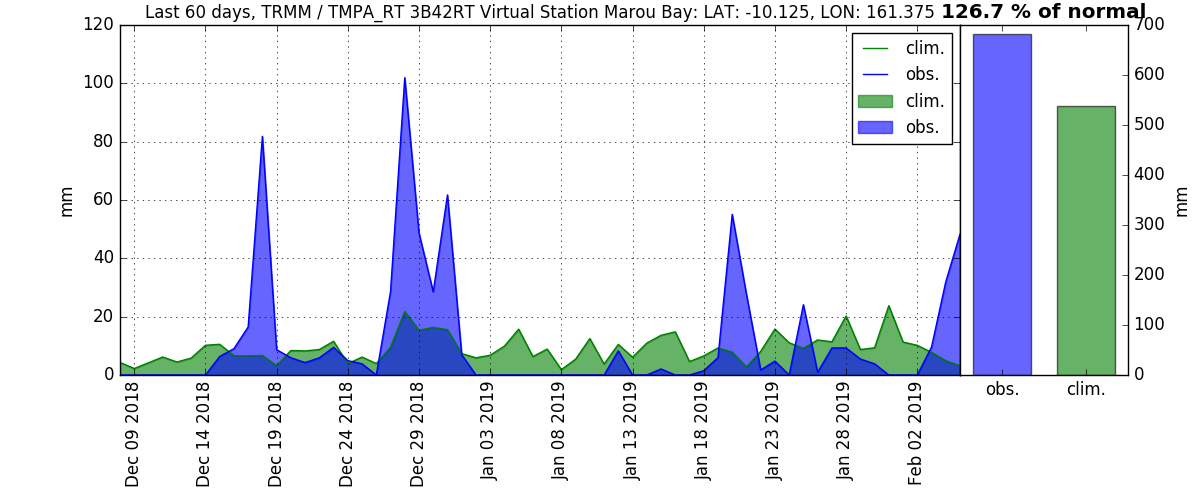 Last 60 days, TRMM / TMPA_RT 3B42RT Virtual Station Marou Bay: LAT: -10.125, LON: 161.375 126.7 % of normal
mm
120
100
80
60
40
20
0
clim.
obs.
clim.
obs.
700
600
500
400
300
200
100
0
mm
Dec 09 2018
Dec 14 2018
Dec 19 2018
Dec 24 2018
Dec 29 2018
Jan 03 2019
Jan 08 2019
Jan 13 2019
Jan 18 2019
Jan 23 2019
Jan 28 2019
Feb 02 2019
obs.
clim.